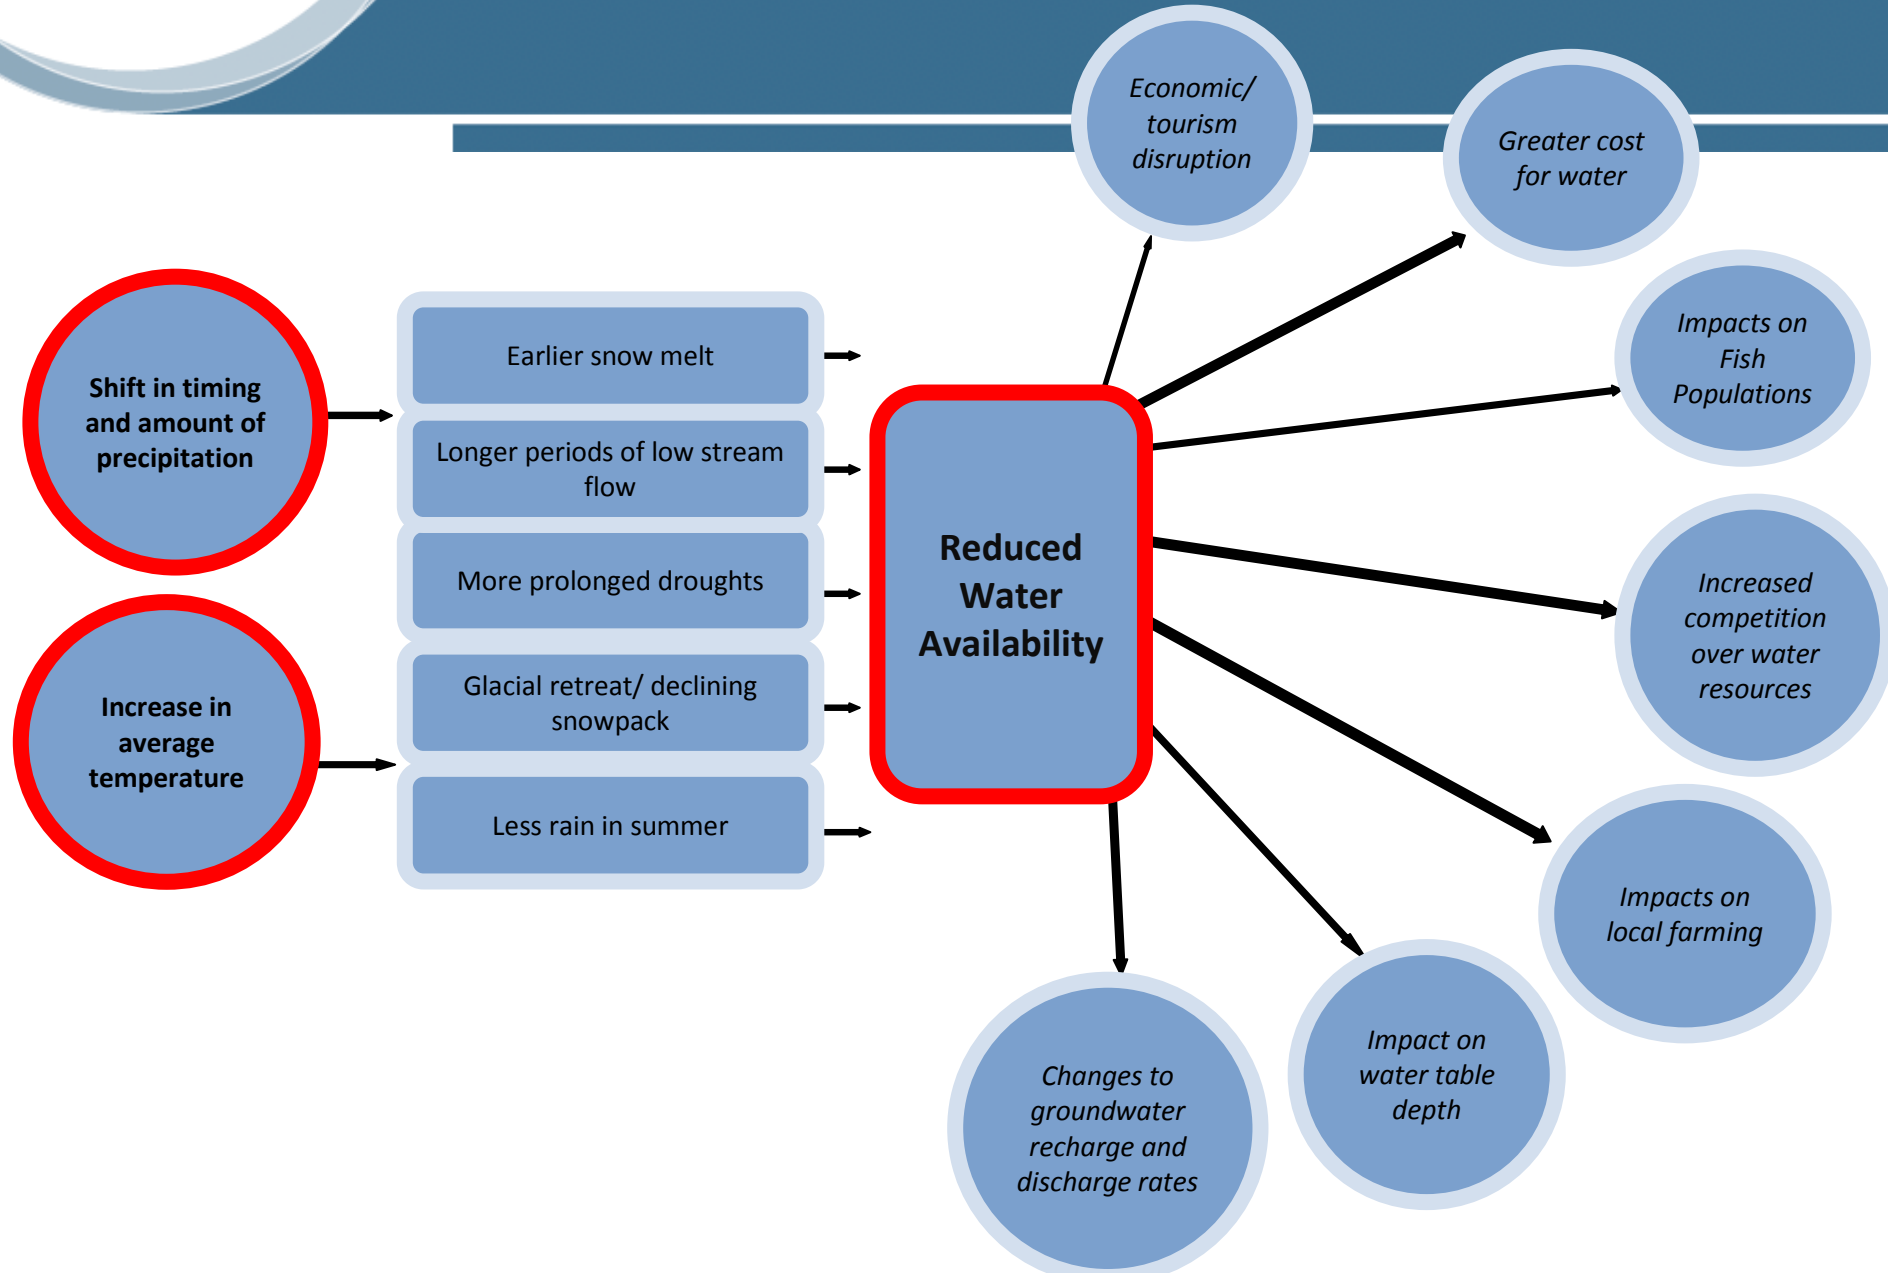 Economic/
tourism
disruption
Greater cost
for water
Impacts on
Fish
Populations
Shift in timing
and amount of
precipitation
Earlier snow melt
Longer periods of low stream
flow
More prolonged droughts
Glacial retreat/ declining
snowpack
Less rain in summer
Increase in
average
temperature
Reduced
Water
Availability
Increased
competition
over water
resources
Impacts on
local farming
Impact on
water table
depth
Changes to
groundwater
recharge and
discharge rates